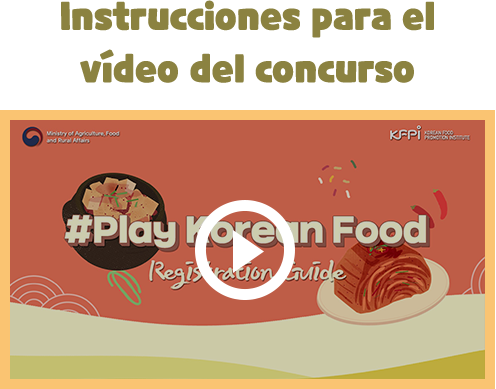 Instrucciones para el
vídeo del concurso
Ministry of Agriculture, Food
and Rural Affairs
KFPi KOREAN FOOD
PROMOTION INSTITUTE
#Play Korean Food
Registration Guide